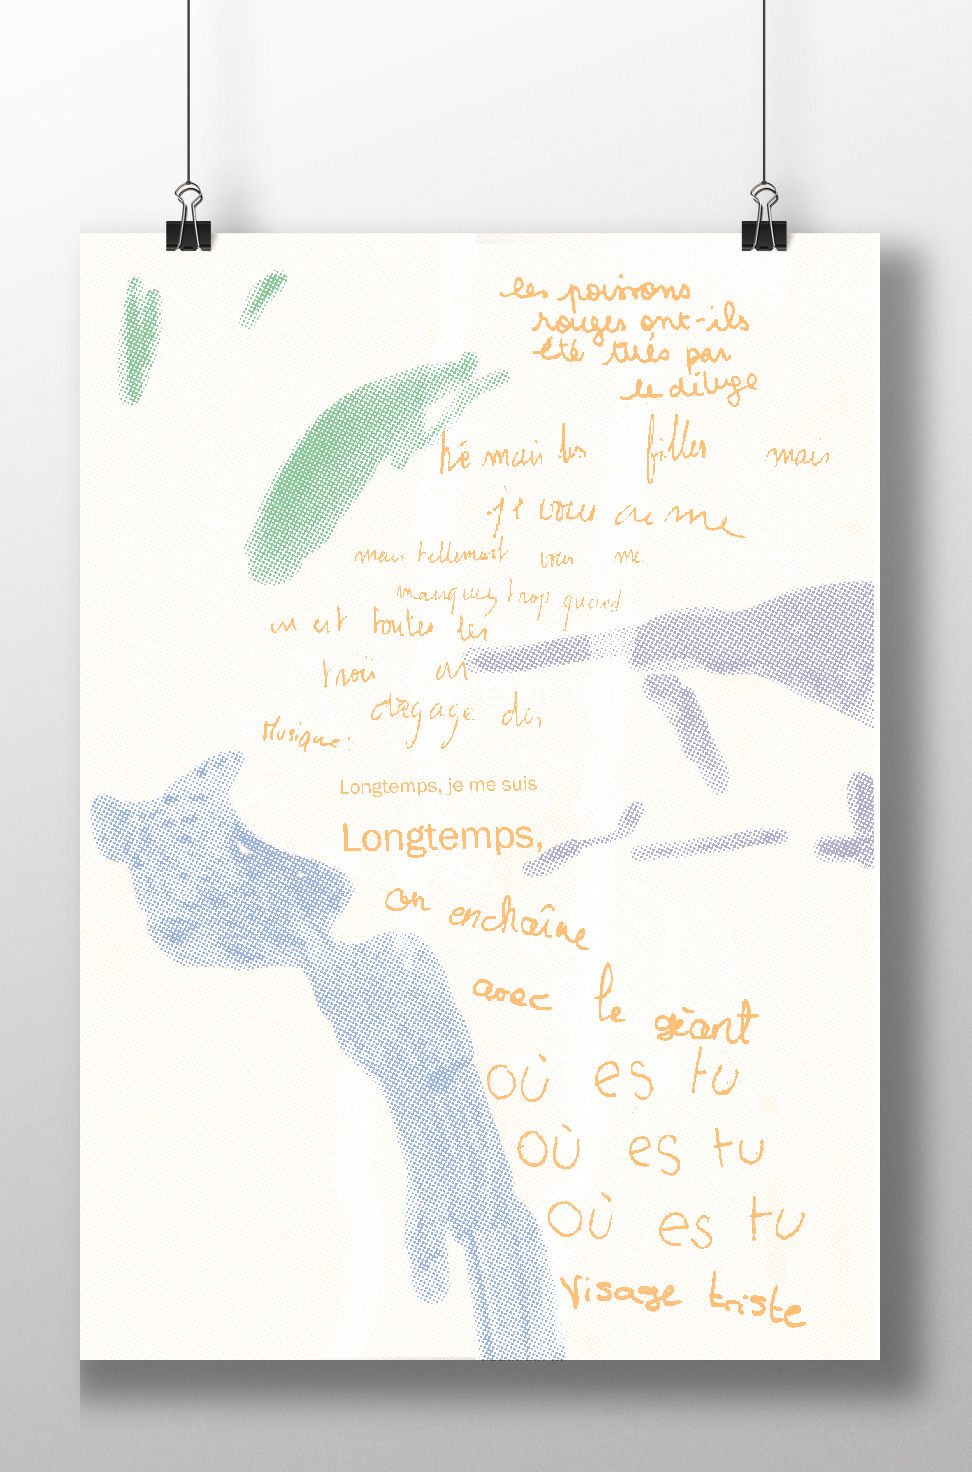 les poissons
rouges ont-ils
été tués par
le déluge
hé mais les filles mais
je vous aime
mais tellement vous me
manquez trop quand
on est toutes les
trois on
dégage des
Musique:
Longtemps, je me suis
Longtemps,
on enchaîne
avec le géant
où es tu
où es tu
où es tu
visage triste